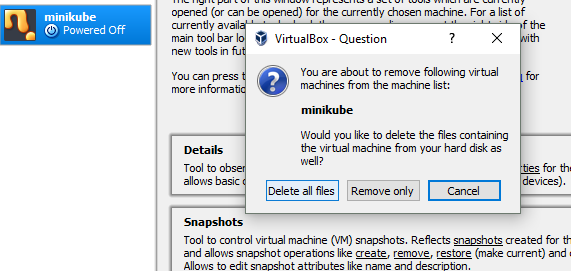 minikube
Powered Off
The right part of this window represents a set of tools which are currently
opened (or can be opened) for the currently chosen machine. For a list of
currently availab
main tool bar loc
with
new tools in futu
You can press t
for
more information
VirtualBox - Question
?
You are about to remove following virtual
machines from the machine list:
minikube
Would you like to delete the files containing
the virtual machine from your hard disk as
well?
Delete all files
Remove only
Cancel
Details
Tool to obser
ties for the
allows basic o
devices).
Snapshots
Tool to control virtual machine (VM) snapshots. Reflects snapshots created for th
and allows snapshot operations like create, remove, restore (make current) and o
Allows to edit snapshot attributes like name and description.